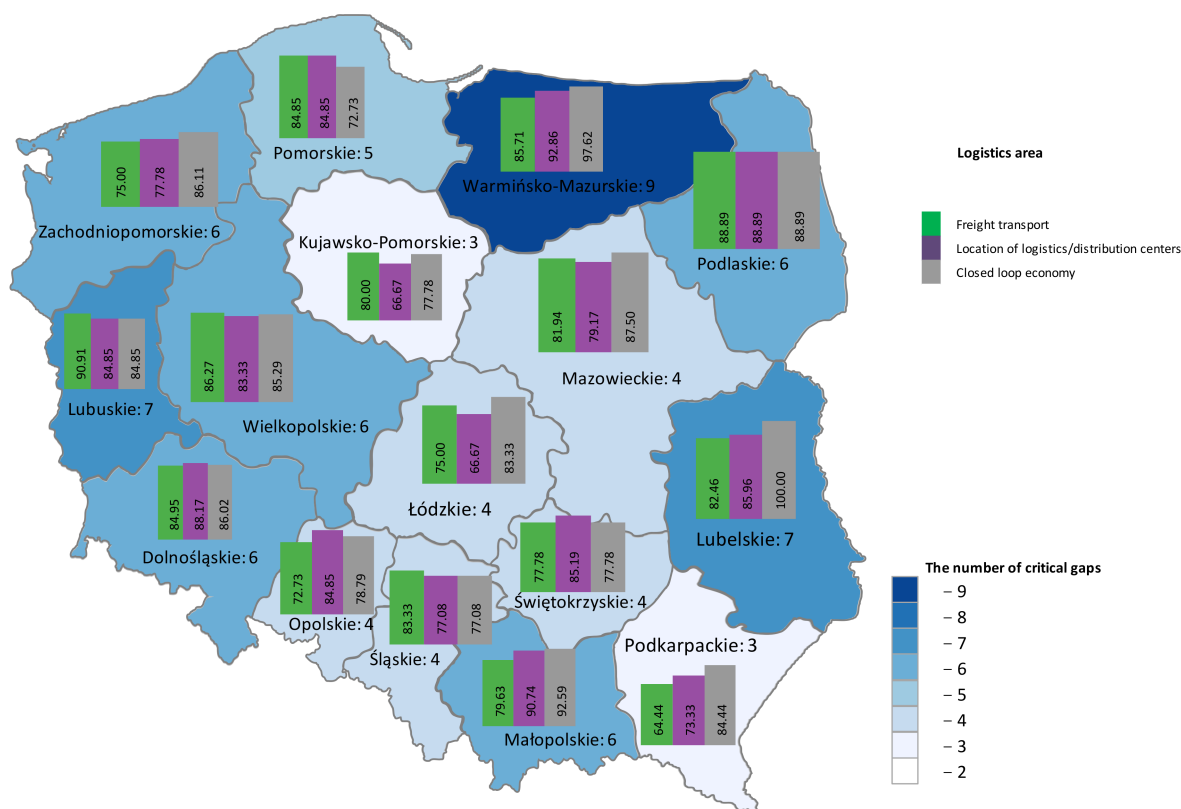 84.85
84.85
72.73
Pomorskie: 5
85.71
92.86
97.62
Warmińsko-Mazurskie: 9
75.00
77.78
86.11
Zachodniopomorskie: 6
88.89
88.89
88.89
Podlaskie: 6
Kujawsko-Pomorskie: 3
80.00
66.67
77.78
81.94
79.17
87.50
Mazowieckie: 4
90.91
84.85
84.85
Lubuskie: 7
86.27
83.33
85.29
Wielkopolskie: 6
75.00
66.67
83.33
Łódzkie: 4
82.46
85.96
100.00
Lubelskie: 7
84.95
88.17
86.02
Dolnośląskie: 6
72.73
84.85
78.79
Opolskie: 4
83.33
77.08
77.08
Śląskie: 4
77.78
85.19
77.78
Świętokrzyskie: 4
79.63
90.74
92.59
Małopolskie: 6
Podkarpackie: 3
64.44
73.33
84.44
Logistics area
Freight transport
Location of logistics/distribution centers
Closed loop economy
The number of critical gaps
– 9
– 8
– 7
– 6
– 5
– 4
– 3
– 2